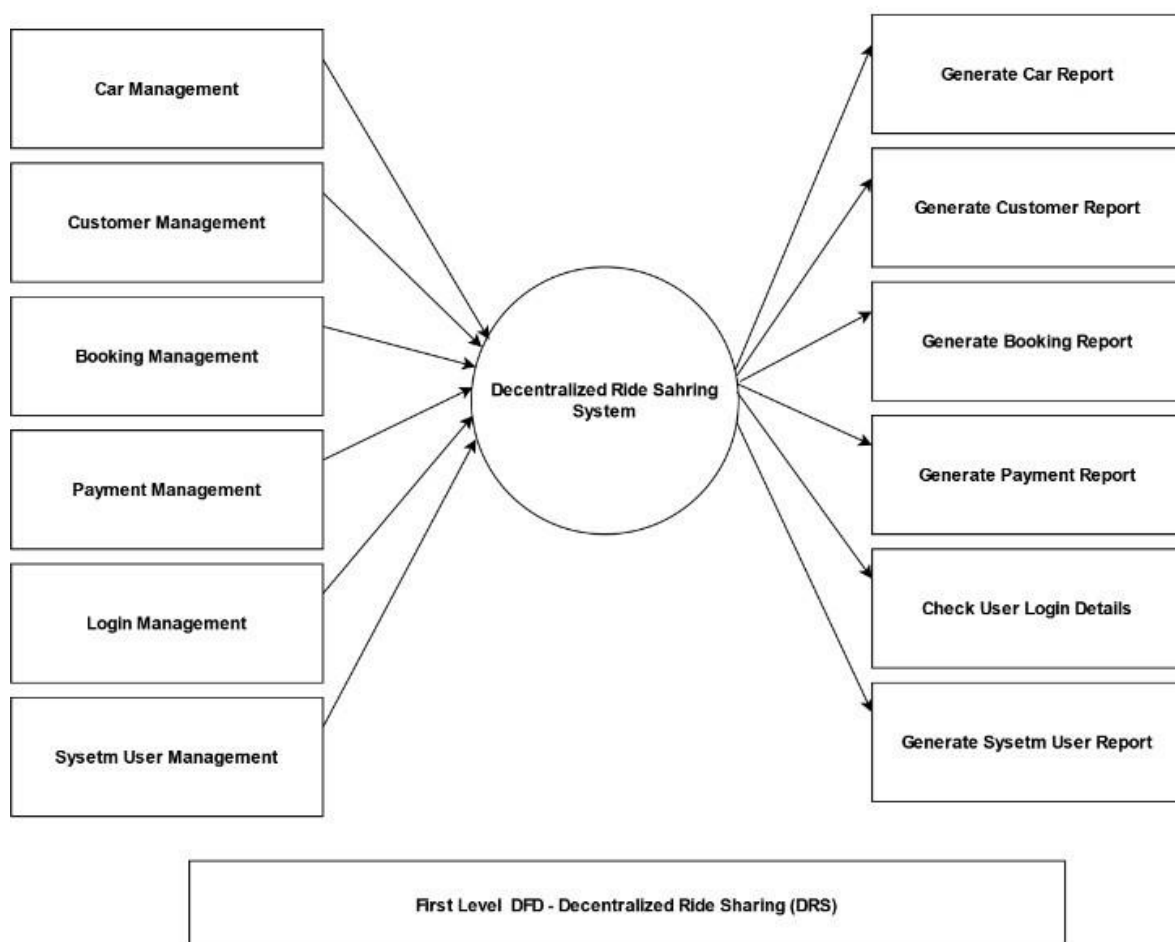 Car Management
Customer Management
Booking Management
Payment Management
Login Management
Sysetm User Management
Decentralized Ride Sahring
System
Generate Car Report
Generate Customer Report
Generate Booking Report
Generate Payment Report
Check User Login Details
Generate Sysetm User Report
First Level DFD - Decentralized Ride Sharing (DRS)